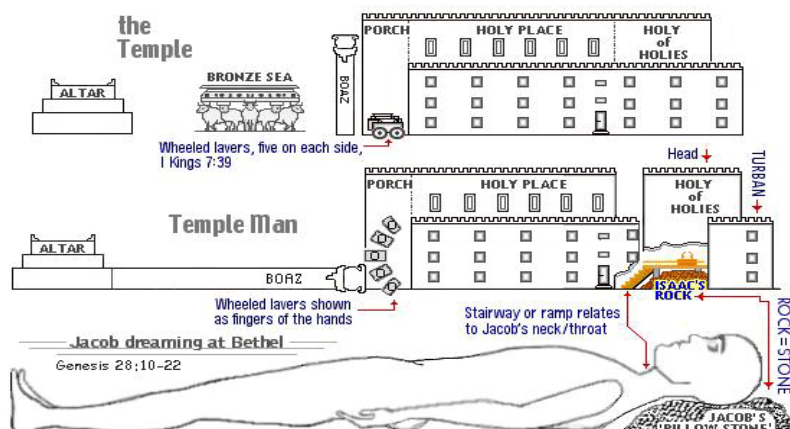 the
Temple
PORCH
HOLY PLACE
HOLY
of
HOLIES
BOAZ
ALTAR
BRONZE SEA
Wheeled lavers, five on each side,
I Kings 7:39
Head
TURBAN
PORCH
HOLY PLACE
HOLY
of
HOLIES
Temple Man
ALTAR
BOAZ
ISAAC'S
ROCK
Wheeled lavers shown
as fingers of the hands
Stairway or ramp relates
to Jacob's neck/throat
ROCK = STONE
Jacob dreaming at Bethel
Genesis 28;10-22
JACOB'S
'PILLOW STONE'